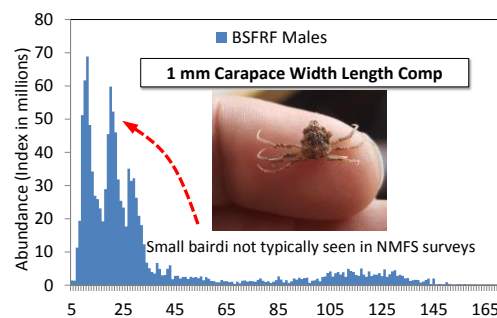 80
BSFRF Males
70
1 mm Carapace Width Length Comp
60
50
40
30
20
10
0
Abundance (Index in millions)
Small bairdi not typically seen in NMFS surveys
5 25 45 65 85 105 125 145 165